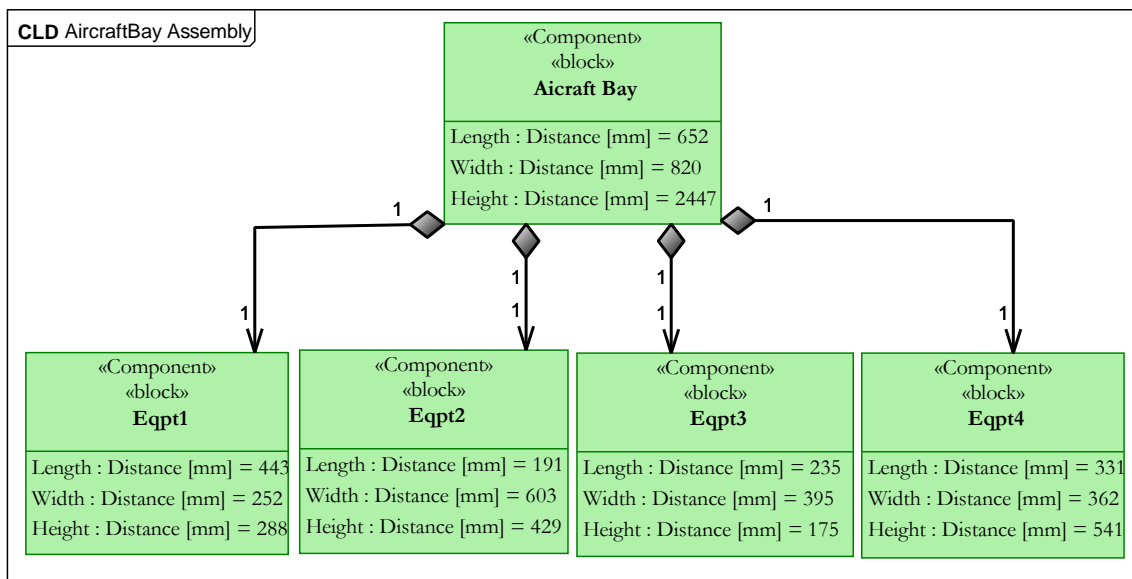 CLD AircraftBay Assembly
«Component»
«block»
Aicraft Bay
Length : Distance [mm] = 652
Width : Distance [mm] = 820
Height : Distance [mm] = 2447
1
1
1
1
1
1
1
1
«Component»
«block»
Eqpt1
Length : Distance [mm] = 443
Width : Distance [mm] = 252
Height : Distance [mm] = 288
«Component»
«block»
Eqpt2
Length : Distance [mm] = 191
Width : Distance [mm] = 603
Height : Distance [mm] = 429
«Component»
«block»
Eqpt3
Length : Distance [mm] = 235
Width : Distance [mm] = 395
Height : Distance [mm] = 175
«Component»
«block»
Eqpt4
Length : Distance [mm] = 331
Width : Distance [mm] = 362
Height : Distance [mm] = 541